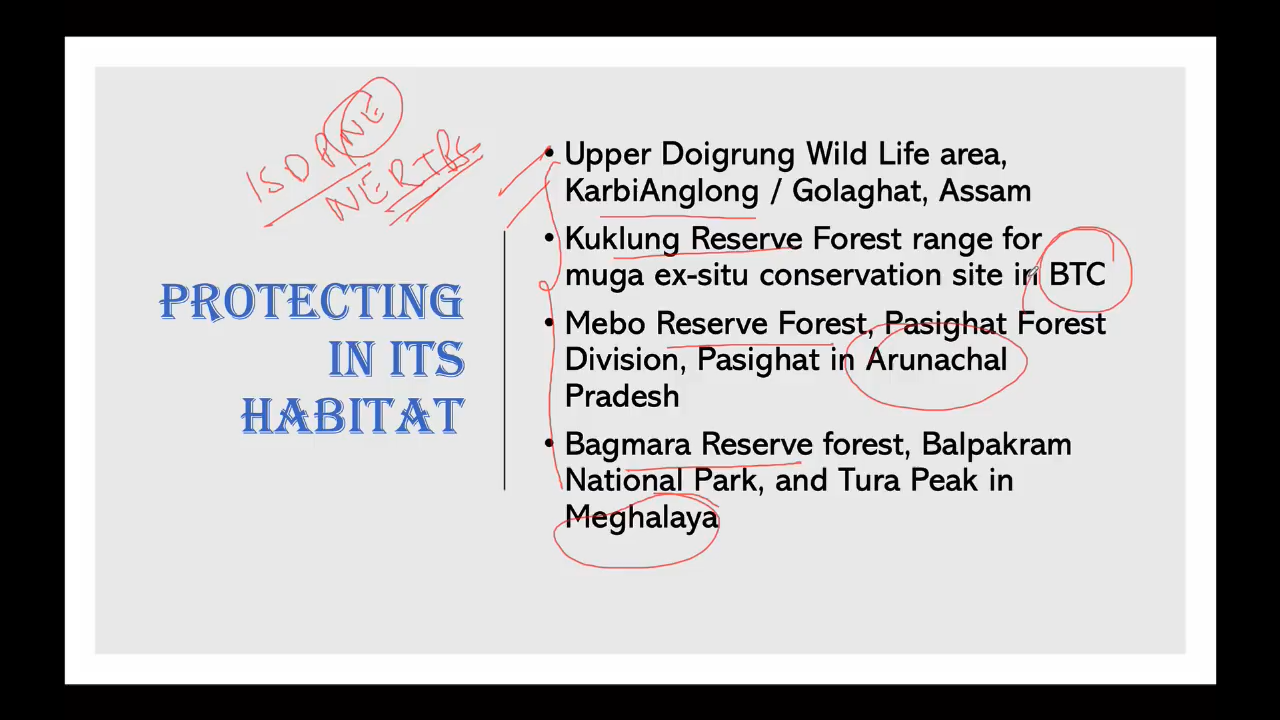 ISDPNE
NERTPS
PROTECTING
IN ITS
HABITAT
• Upper Doigrung Wild Life area,
KarbiAnglong / Golaghat, Assam
• Kuklung Reserve Forest range for
muga ex-situ conservation site in BTC
• Mebo Reserve Forest, Pasighat Forest
Division, Pasighat in Arunachal
Pradesh
• Bagmara Reserve forest, Balpakram
National Park, and Tura Peak in
Meghalaya